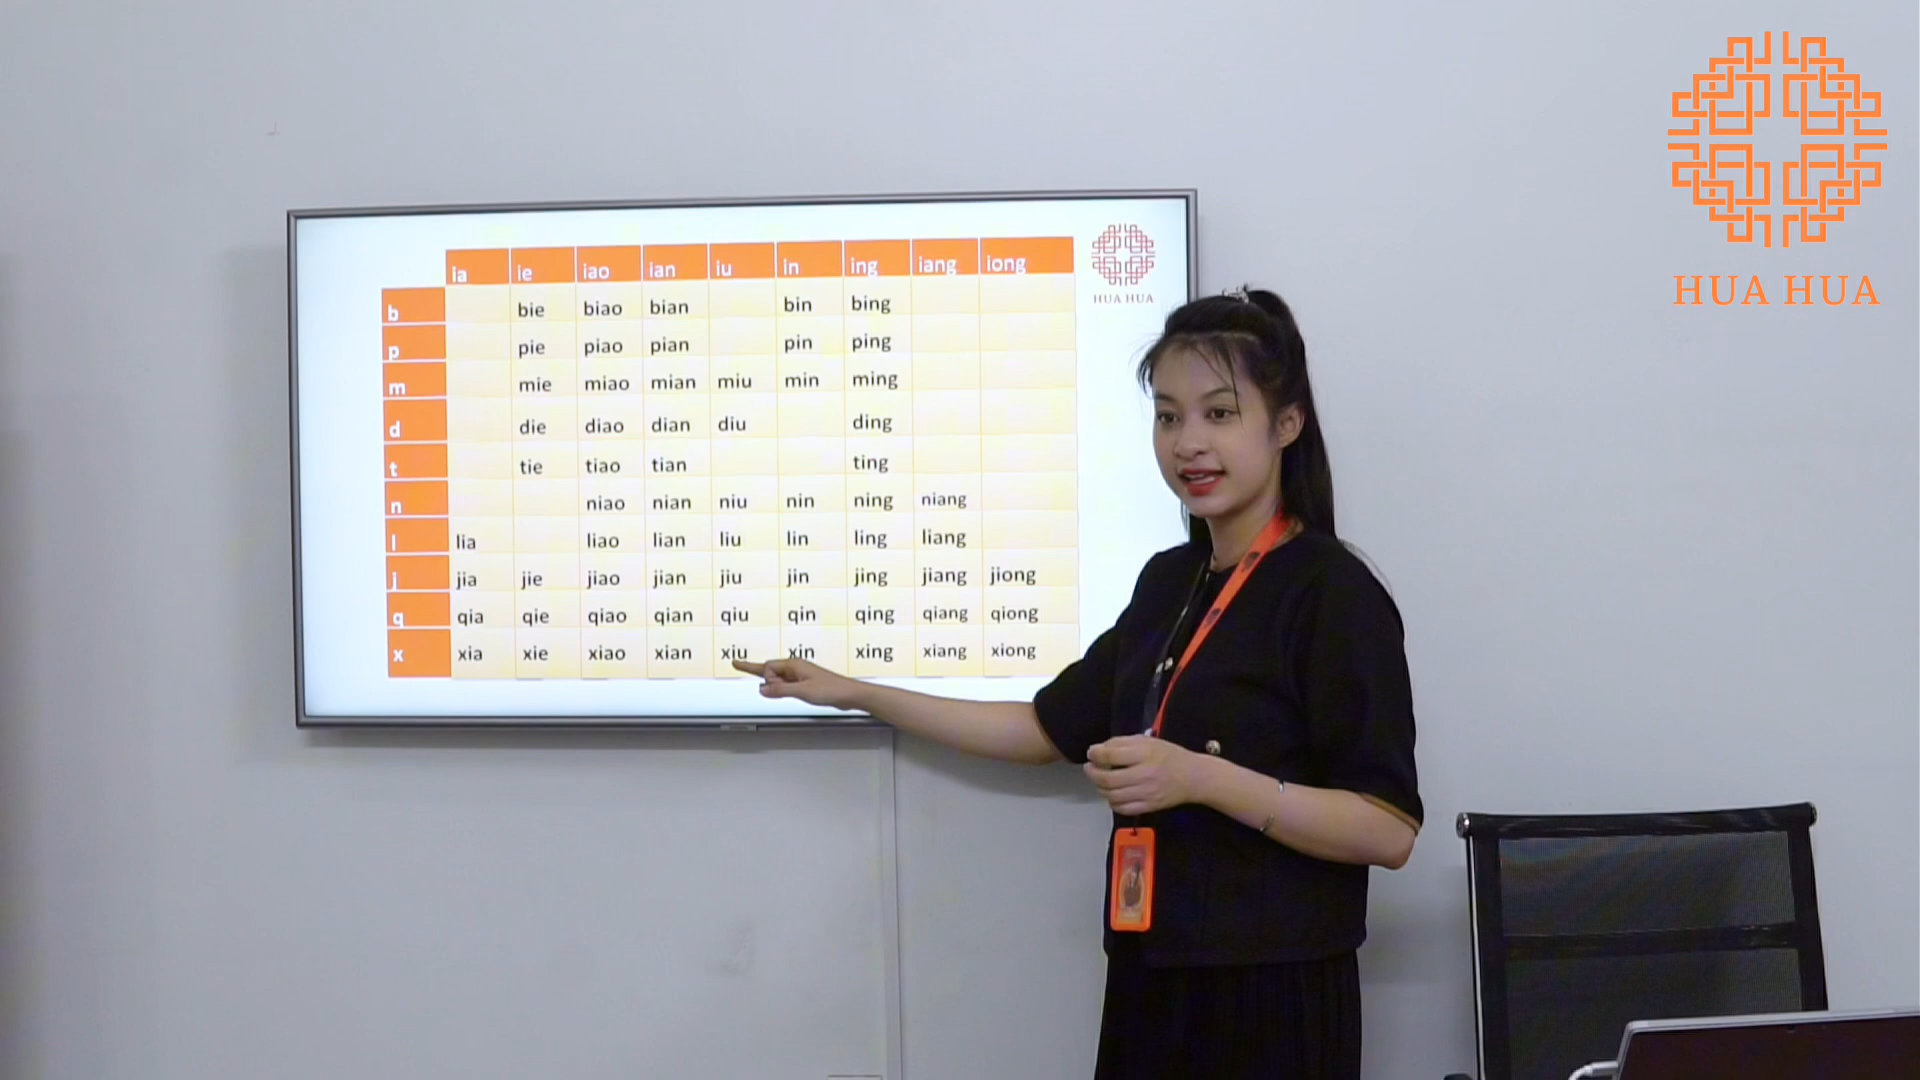 HUA HUA
ia ie iao ian iu in ing iang iong
b bie biao bian bin bing
p pie piao pian pin ping
m mie miao mian miu min ming
d die diao dian diu ding
t tie tiao tian ting
n niao nian niu nin ning niang
l lia liao lian liu lin ling liang
j jia jie jiao jian jiu jin jing jiang jiong
q qia qie qiao qian qiu qin qing qiang qiong
x xia xie xiao xian xiu xin xing xiang xiong
HUA HUA